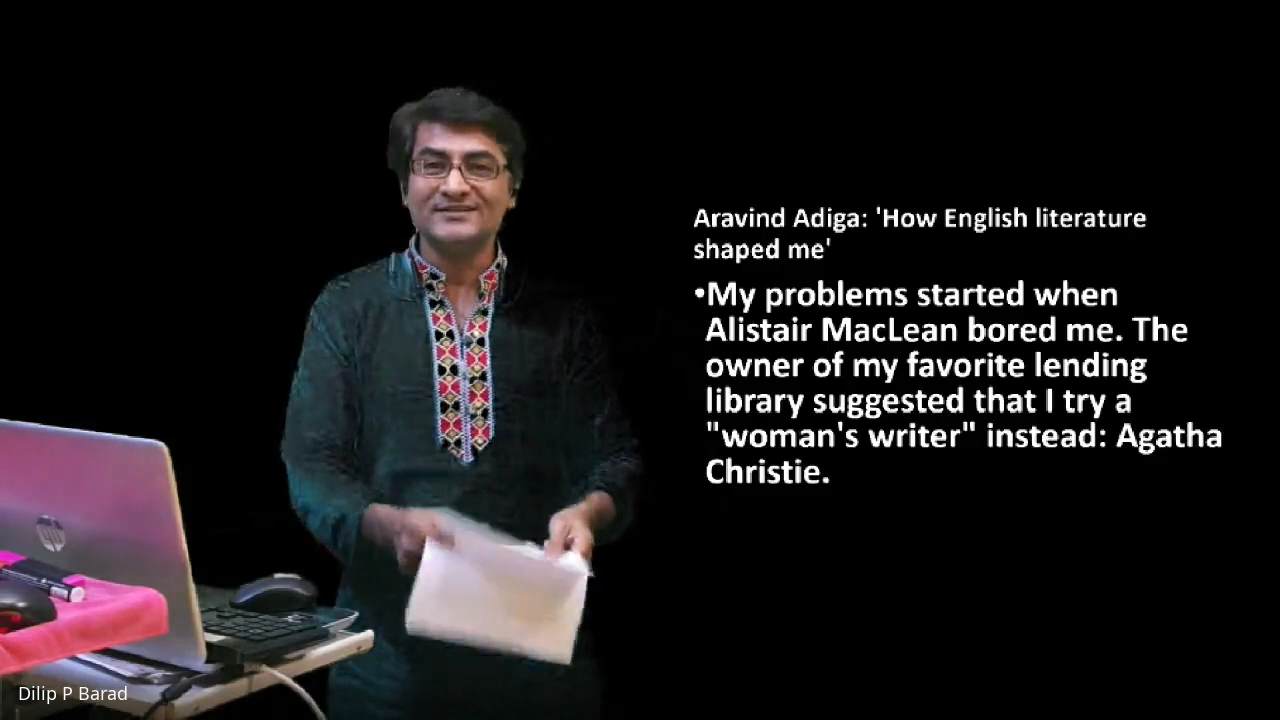 Aravind Adiga: 'How English literature
shaped me'
•My problems started when
Alistair MacLean bored me. The
owner of my favorite lending
library suggested that I try a
"woman's writer" instead: Agatha
Christie.
hp
Dilip P Barad